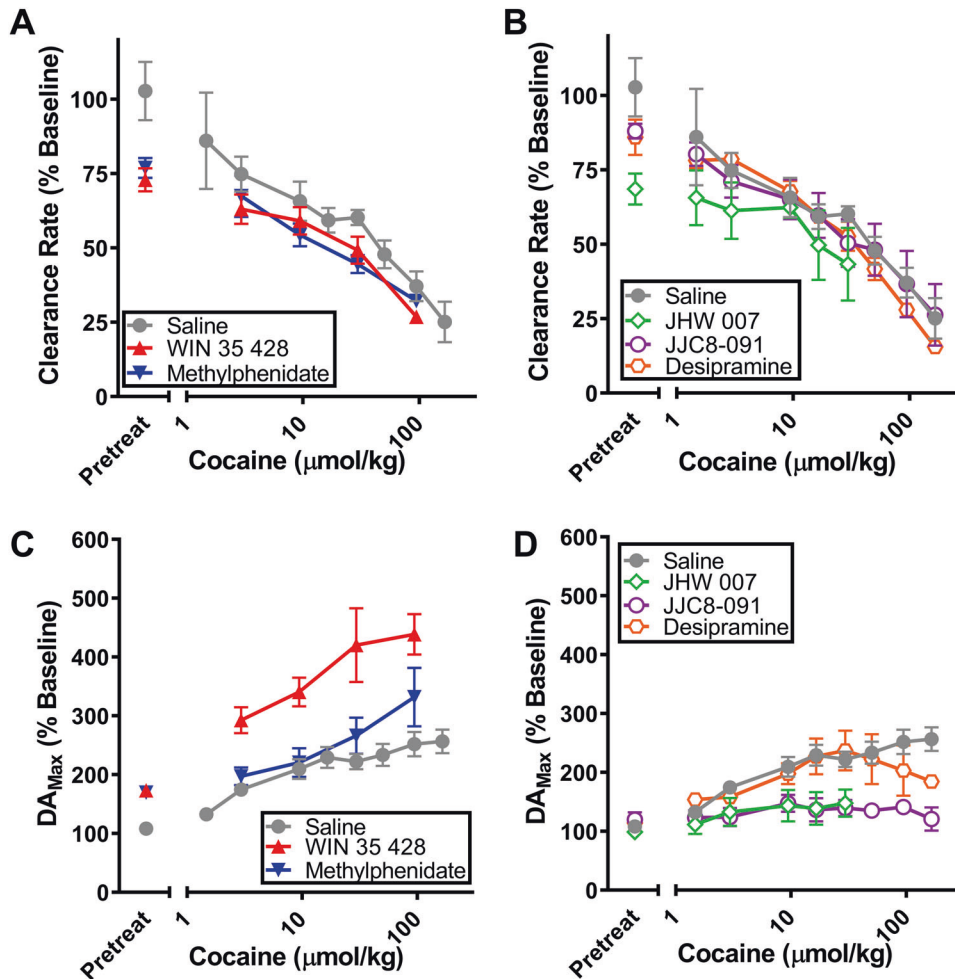 A
Clearance Rate (% Baseline)
100
75
50
25
0
Saline
WIN 35 428
Methylphenidate
Pretreat
1
10
100
Cocaine (μmol/kg)
B
Clearance Rate (% Baseline)
100
75
50
25
0
Saline
JHW 007
JJC8-091
Desipramine
Pretreat
1
10
100
Cocaine (μmol/kg)
C
DAMax (% Baseline)
600
500
400
300
200
100
0
Saline
WIN 35 428
Methylphenidate
Pretreat
1
10
100
Cocaine (μmol/kg)
D
DAMax (% Baseline)
600
500
400
300
200
100
0
Saline
JHW 007
JJC8-091
Desipramine
Pretreat
1
10
100
Cocaine (μmol/kg)